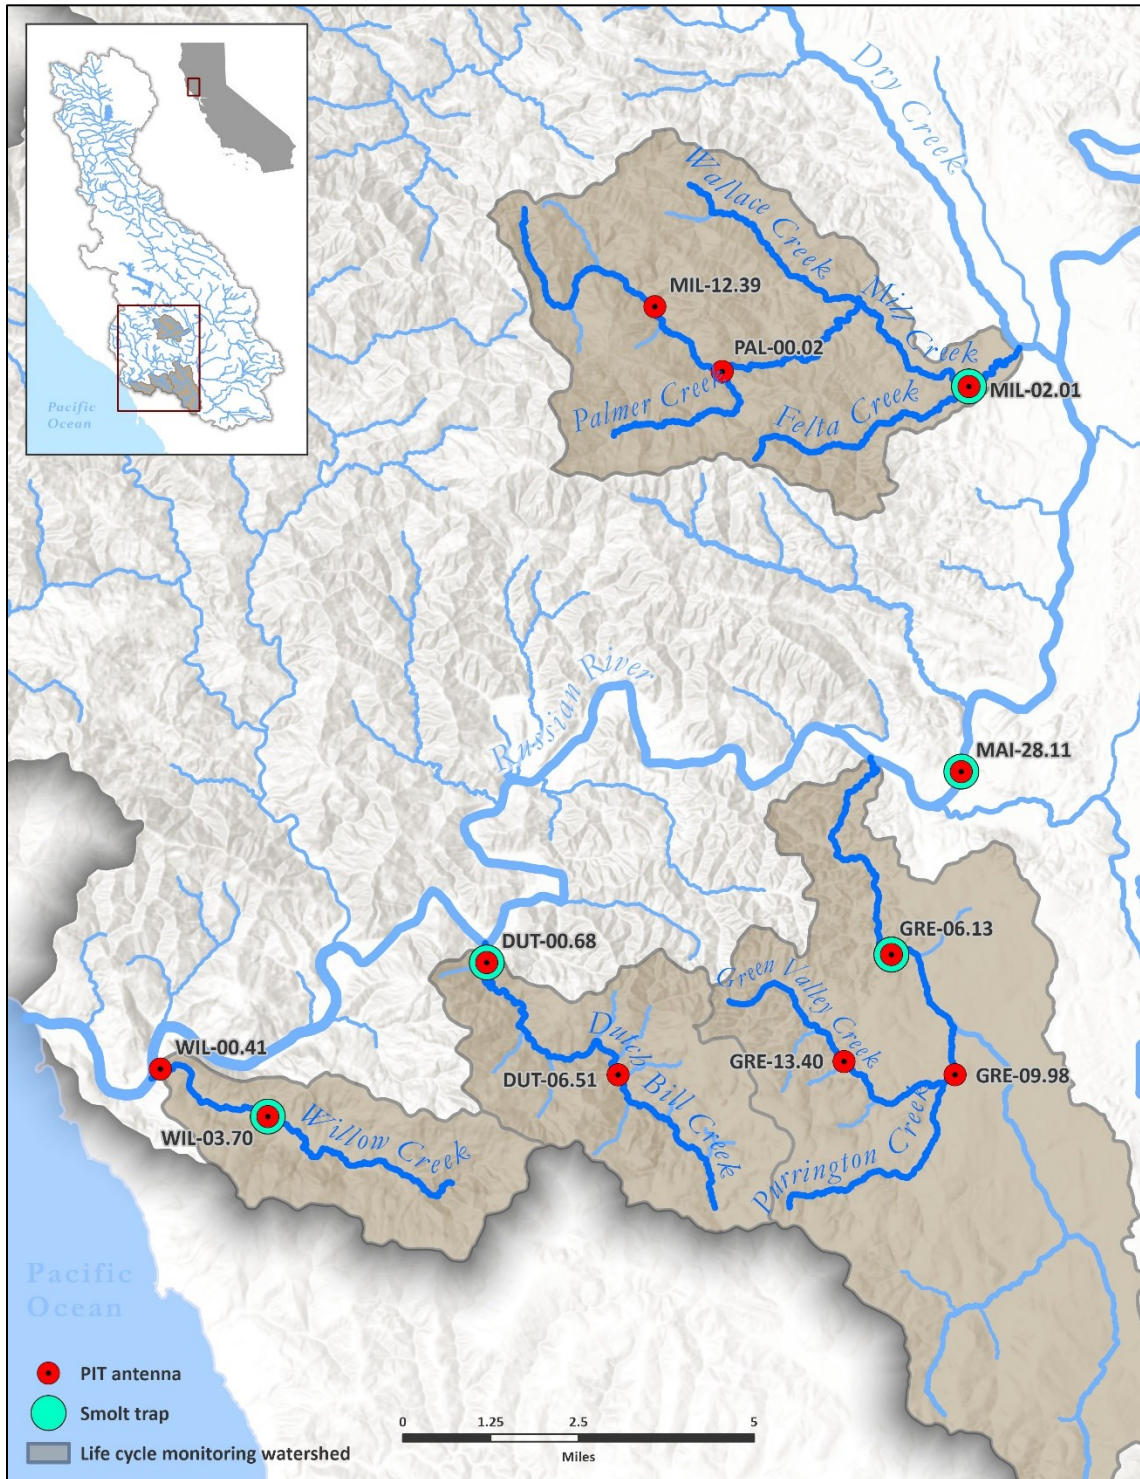 Pacific
Ocean
Dry Creek
Wallace Creek
MIL-12.39
Mill Creek
PAL-00.02
MIL-02.01
Palmer Creek
Felta Creek
Russian River
MAI-28.11
GRE-06.13
DUT-00.68
Green Valley Creek
Dutch Bill Creek
WIL-00.41
DUT-06.51
GRE-13.40
GRE-09.98
WIL-03.70
Willow Creek
Purrington Creek
Pacific
Ocean
PIT antenna
Smolt trap
Life cycle monitoring watershed
0 1.25 2.5 5
Miles